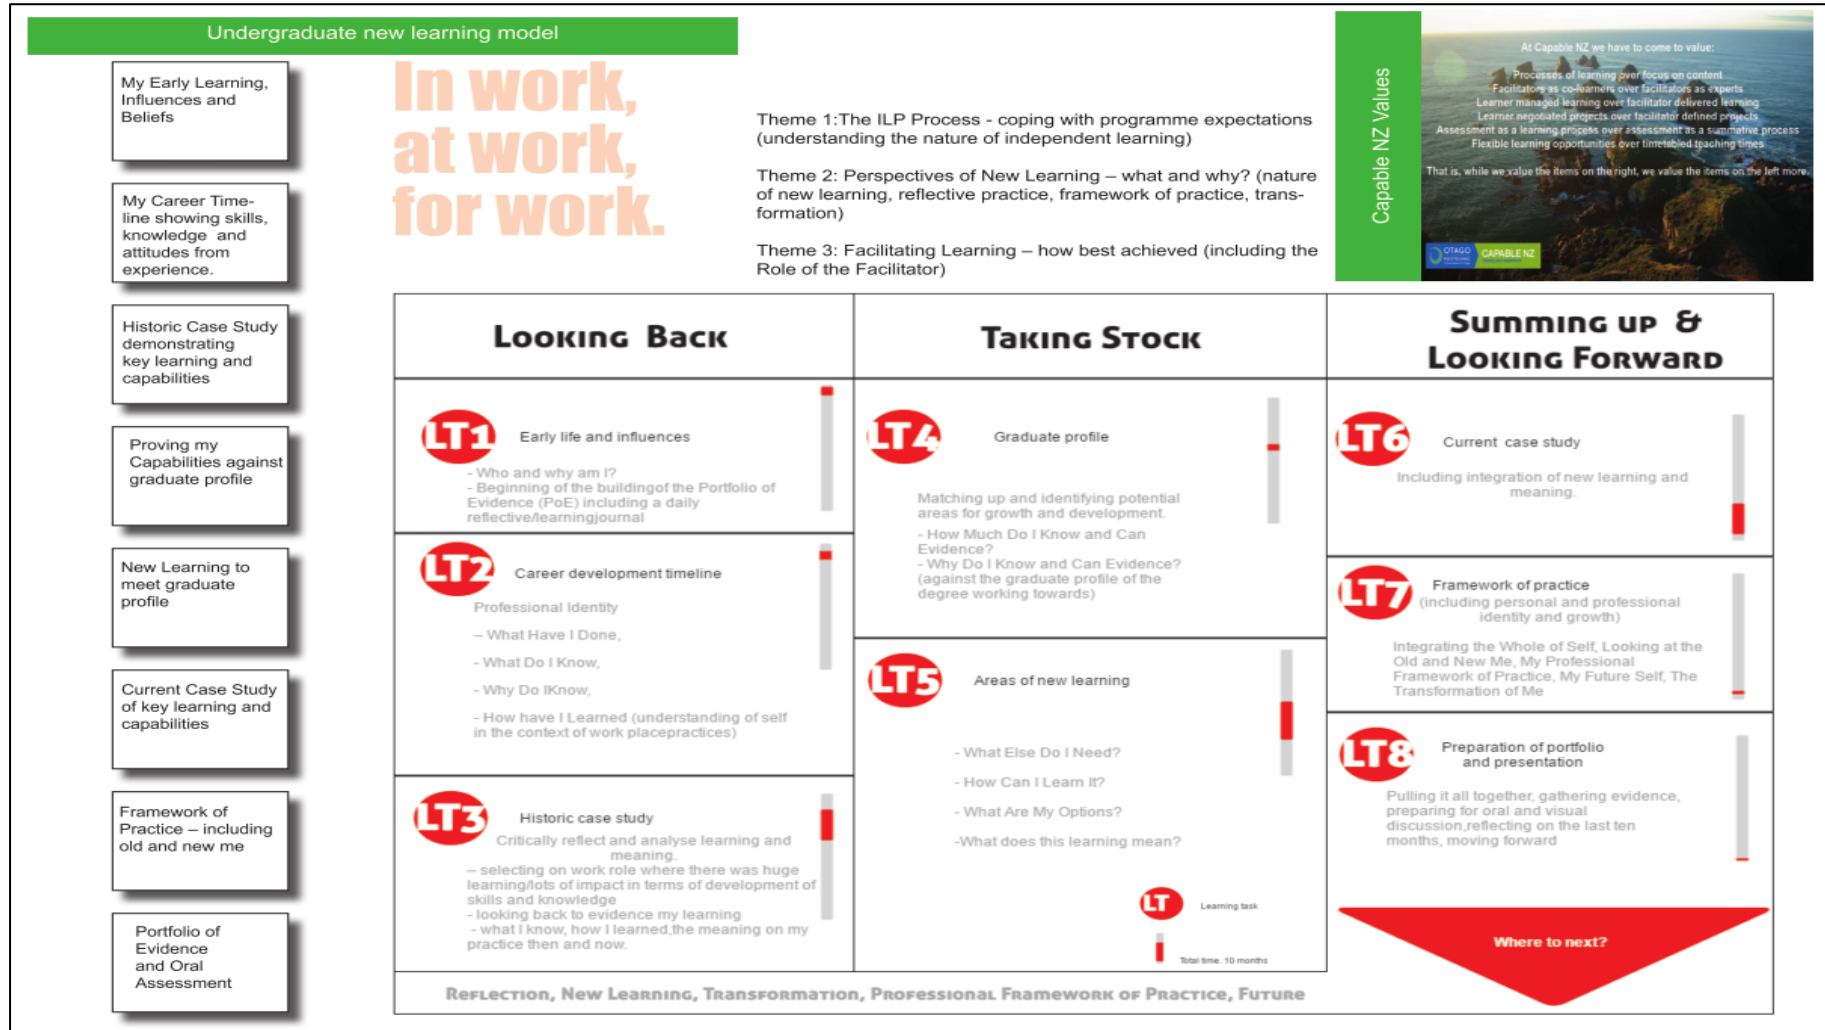 Undergraduate new learning model
My Early Learning,
Influences and
Beliefs
My Career Time-
line showing skills,
knowledge and
attitudes from
experience.
Historic Case Study
demonstrating
key learning and
capabilities
Proving my
Capabilities against
graduate profile
New Learning to
meet graduate
profile
Current Case Study
of key learning and
capabilities
Framework of
Practice – including
old and new me
Portfolio of
Evidence
and Oral
Assessment
In work,
at work,
for work.
Theme 1:The ILP Process - coping with programme expectations
(understanding the nature of independent learning)
Theme 2: Perspectives of New Learning – what and why? (nature
of new learning, reflective practice, framework of practice, trans-
formation)
Theme 3: Facilitating Learning – how best achieved (including the
Role of the Facilitator)
Capable NZ Values
At Capable NZ we have to come to value:
Processes of learning over focus on content
Facilitators as co-learners over facilitators as experts
Learner managed learning over facilitator delivered learning
Learner negotiated projects over facilitator defined projects
Assessment as a learning process over assessment as a summative process
Flexible learning opportunities over timetabled teaching times
That is, while we value the items on the right, we value the items on the left more.
OTAGO
CAPABLE NZ
Looking Back
LT1
Early life and influences
- Who and why am I?
- Beginning of the buildingof the Portfolio of
Evidence (PoE) including a daily
reflective/learningjournal
LT2
Career development timeline
Professional Identity
– What Have I Done,
- What Do I Know,
- Why Do IKnow,
- How have I Learned (understanding of self
in the context of work placepractices)
LT3
Historic case study
Critically reflect and analyse learning and
meaning.
– selecting on work role where there was huge
learning/lots of impact in terms of development of
skills and knowledge
- looking back to evidence my learning
- what I know, how I learned,the meaning on my
practice then and now.
Taking Stock
LT4
Graduate profile
Matching up and identifying potential
areas for growth and development.
- How Much Do I Know and Can
Evidence?
- Why Do I Know and Can Evidence?
(against the graduate profile of the
degree working towards)
LT5
Areas of new learning
- What Else Do I Need?
- How Can I Learn It?
- What Are My Options?
-What does this learning mean?
LT
Learning task
Total time. 10 months
Summing up &
Looking Forward
LT6
Current case study
Including integration of new learning and
meaning.
LT7
Framework of practice
(including personal and professional
identity and growth)
Integrating the Whole of Self, Looking at the
Old and New Me, My Professional
Framework of Practice, My Future Self, The
Transformation of Me
LT8
Preparation of portfolio
and presentation
Pulling it all together, gathering evidence,
preparing for oral and visual
discussion,reflecting on the last ten
months, moving forward
Where to next?
Reflection, New Learning, Transformation, Professional Framework of Practice, Future